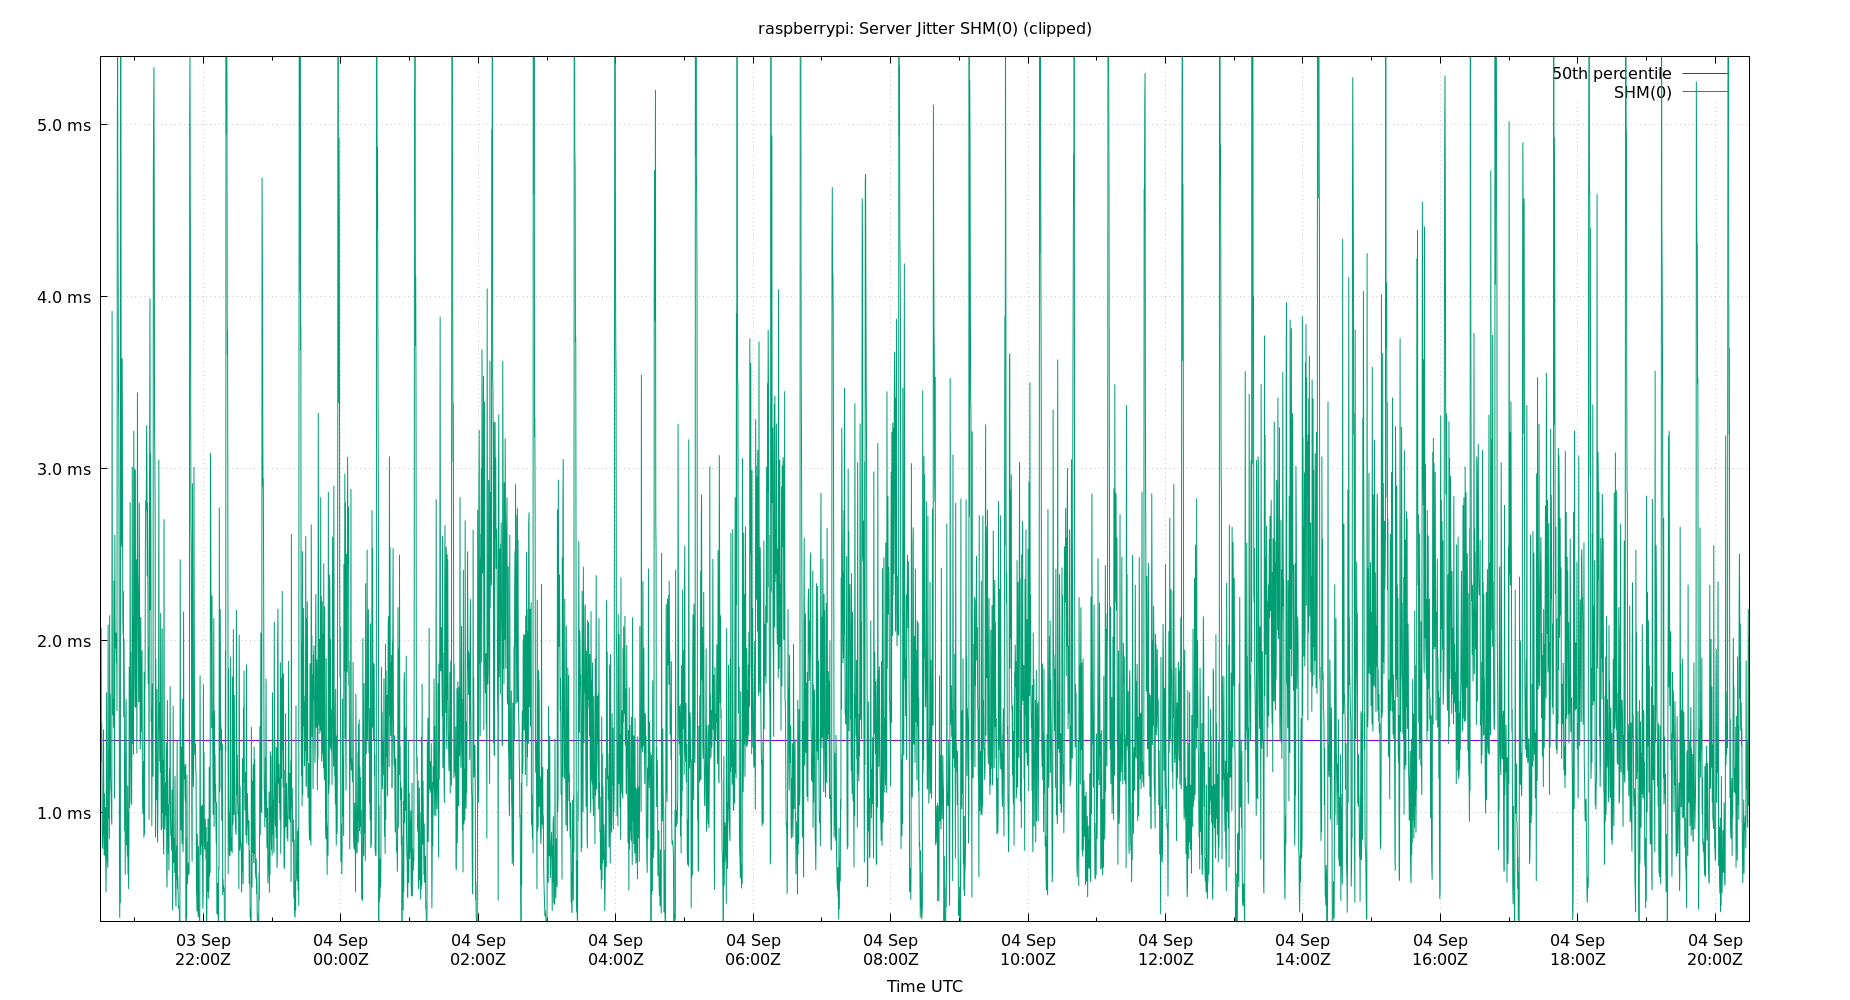 raspberrypi: Server Jitter SHM(0) (clipped)
50th percentile
SHM(0)
5.0 ms
4.0 ms
3.0 ms
2.0 ms
1.0 ms
03 Sep 04 Sep 04 Sep 04 Sep 04 Sep 04 Sep 04 Sep 04 Sep 04 Sep 04 Sep 04 Sep 04 Sep
22:00Z 00:00Z 02:00Z 04:00Z 06:00Z 08:00Z 10:00Z 12:00Z 14:00Z 16:00Z 18:00Z 20:00Z
Time UTC